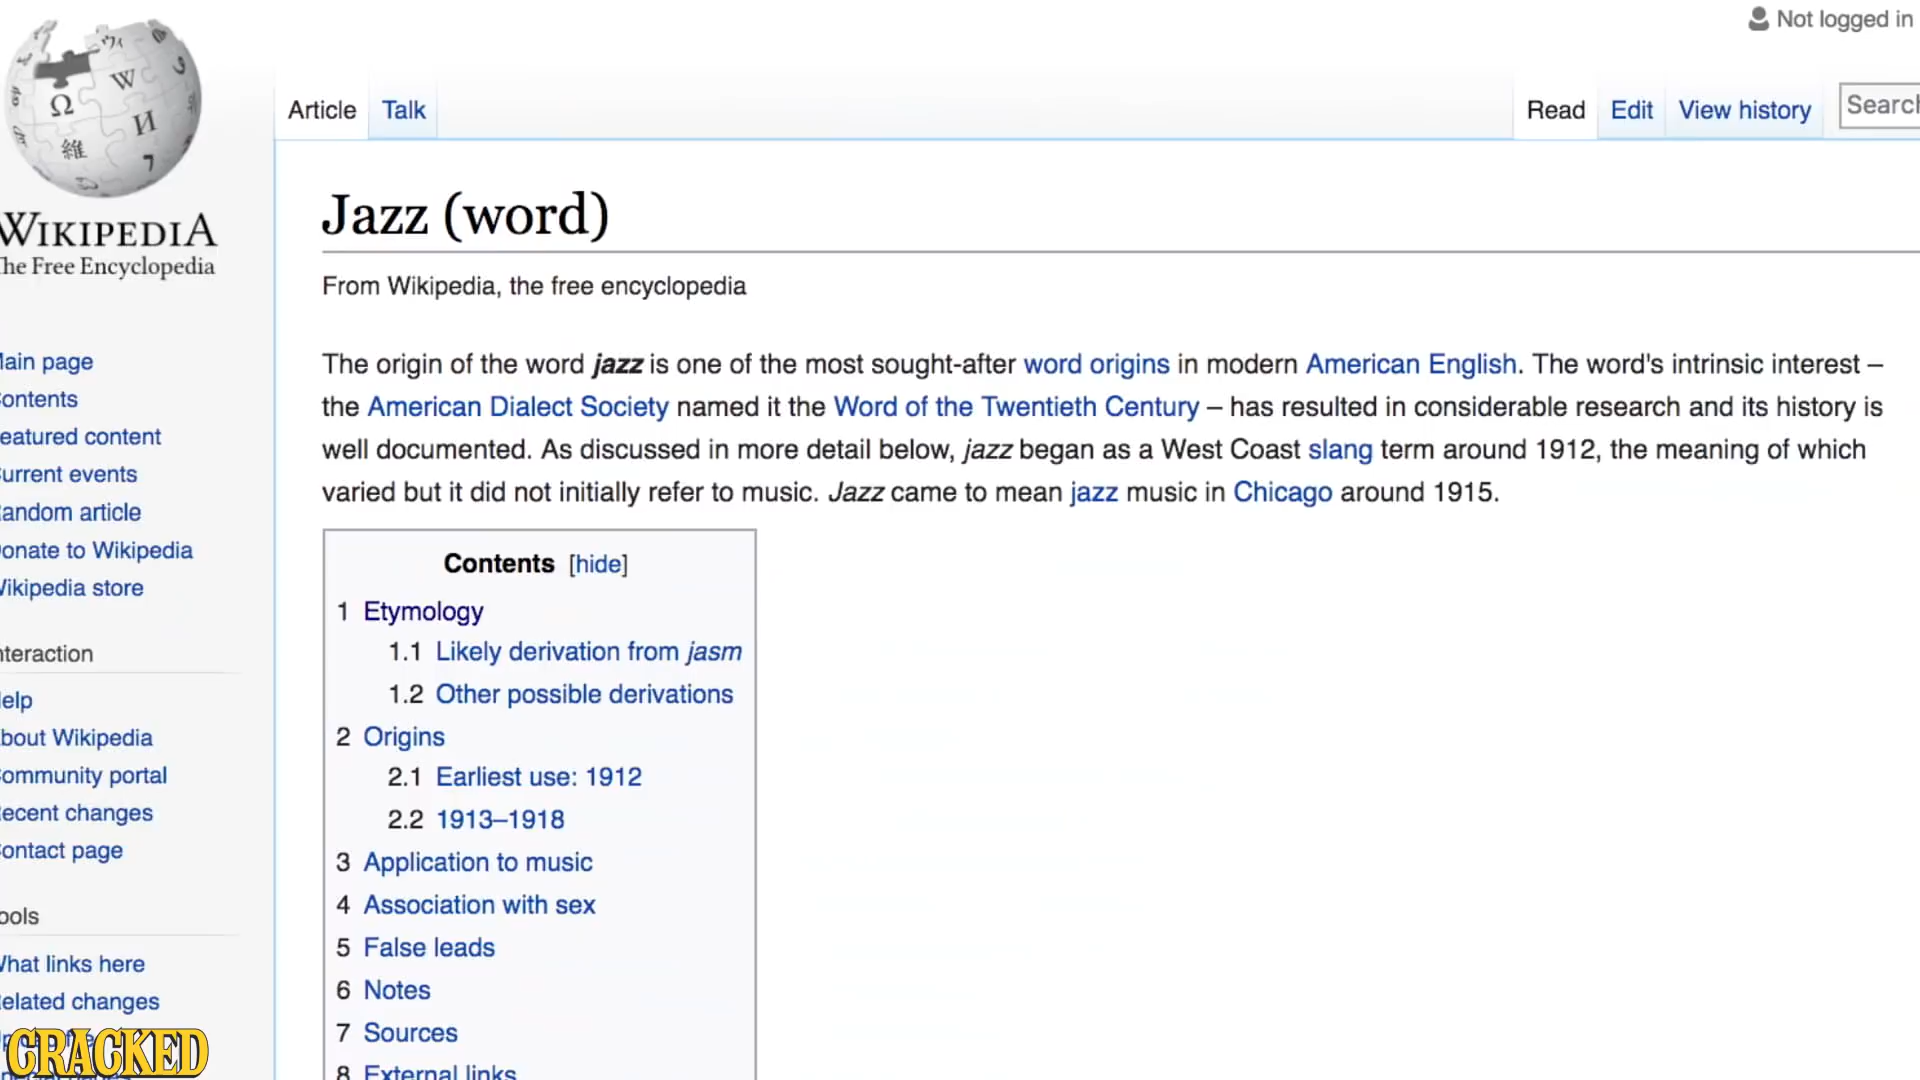 Not logged in
Article Talk
Read Edit View history
Jazz (word)
WIKIPEDIA
The Free Encyclopedia
From Wikipedia, the free encyclopedia
The origin of the word jazz is one of the most sought-after word origins in modern American English. The word's intrinsic interest –
the American Dialect Society named it the Word of the Twentieth Century – has resulted in considerable research and its history is
well documented. As discussed in more detail below, jazz began as a West Coast slang term around 1912, the meaning of which
varied but it did not initially refer to music. Jazz came to mean jazz music in Chicago around 1915.
Contents [hide]
1 Etymology
1.1 Likely derivation from jasm
1.2 Other possible derivations
2 Origins
2.1 Earliest use: 1912
2.2 1913–1918
3 Application to music
4 Association with sex
5 False leads
6 Notes
7 Sources
8 External links
ain page
ontents
eatured content
urrent events
andom article
onate to Wikipedia
ikipedia store
nteraction
elp
bout Wikipedia
ommunity portal
ecent changes
ontact page
ools
hat links here
elated changes
CRACKED